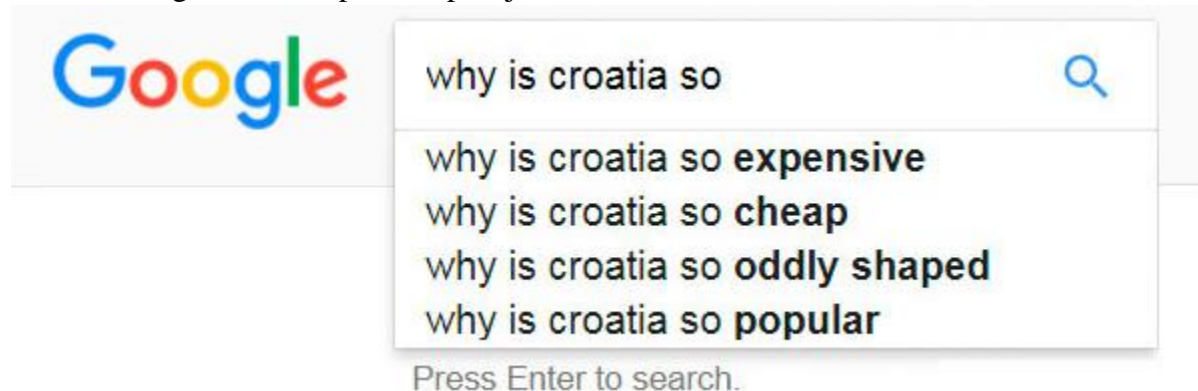 Google
why is croatia so
why is croatia so expensive
why is croatia so cheap
why is croatia so oddly shaped
why is croatia so popular
Press Enter to search.